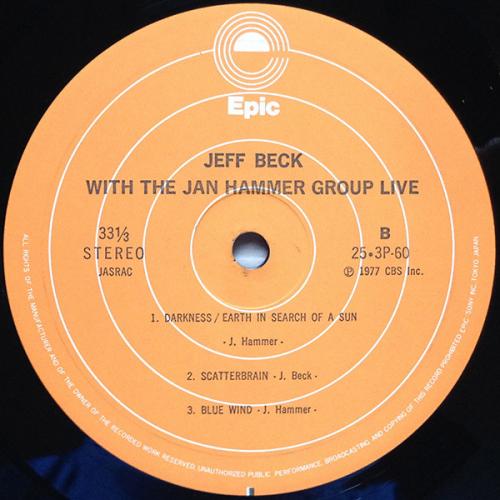 Epic
JEFF BECK
WITH THE JAN HAMMER GROUP LIVE
33⅓
STEREO
JASRAC
B
25・3P-60
Ⓟ 1977 CBS Inc.
1. DARKNESS/EARTH IN SEARCH OF A SUN
・J. Hammer・
2. SCATTERBRAIN・J. Beck・
3. BLUE WIND・J. Hammer・
ALL RIGHTS OF THE MANUFACTURER AND OF THE OWNER OF THE RECORDED WORK RESERVED. UNAUTHORIZED PUBLIC PERFORMANCE, BROADCASTING AND COPYING OF THIS RECORD PROHIBITED EPIC/SONY INC. TOKYO JAPAN